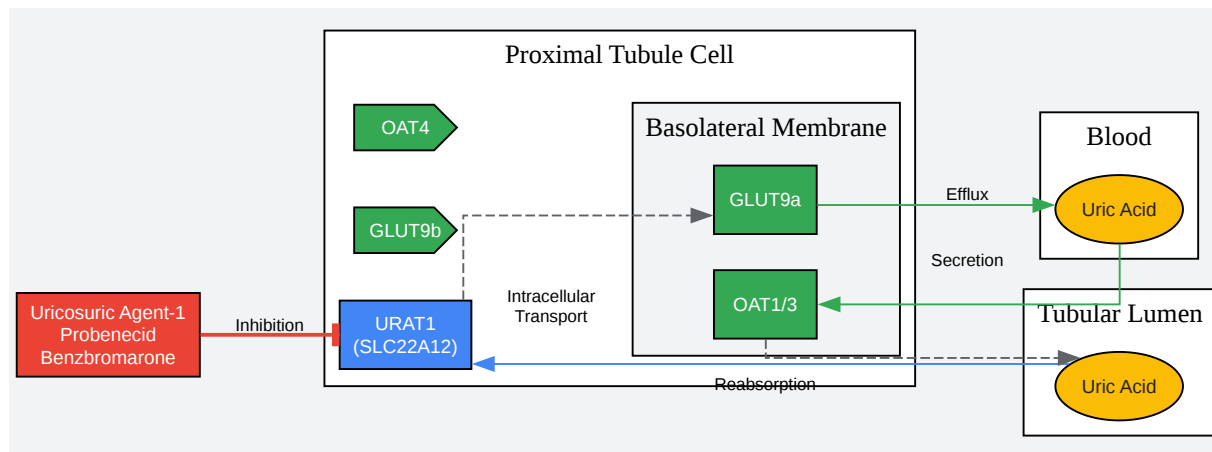 Proximal Tubule Cell
OAT4
Basolateral Membrane
Blood
GLUT9a
Efflux
Uric Acid
GLUT9b
Secretion
Uricosuric Agent-1
Probenecid
Benzbromarone
Inhibition
URAT1
(SLC22A12)
Intracellular
Transport
OAT1/3
Tubular Lumen
Reabsorption
Uric Acid